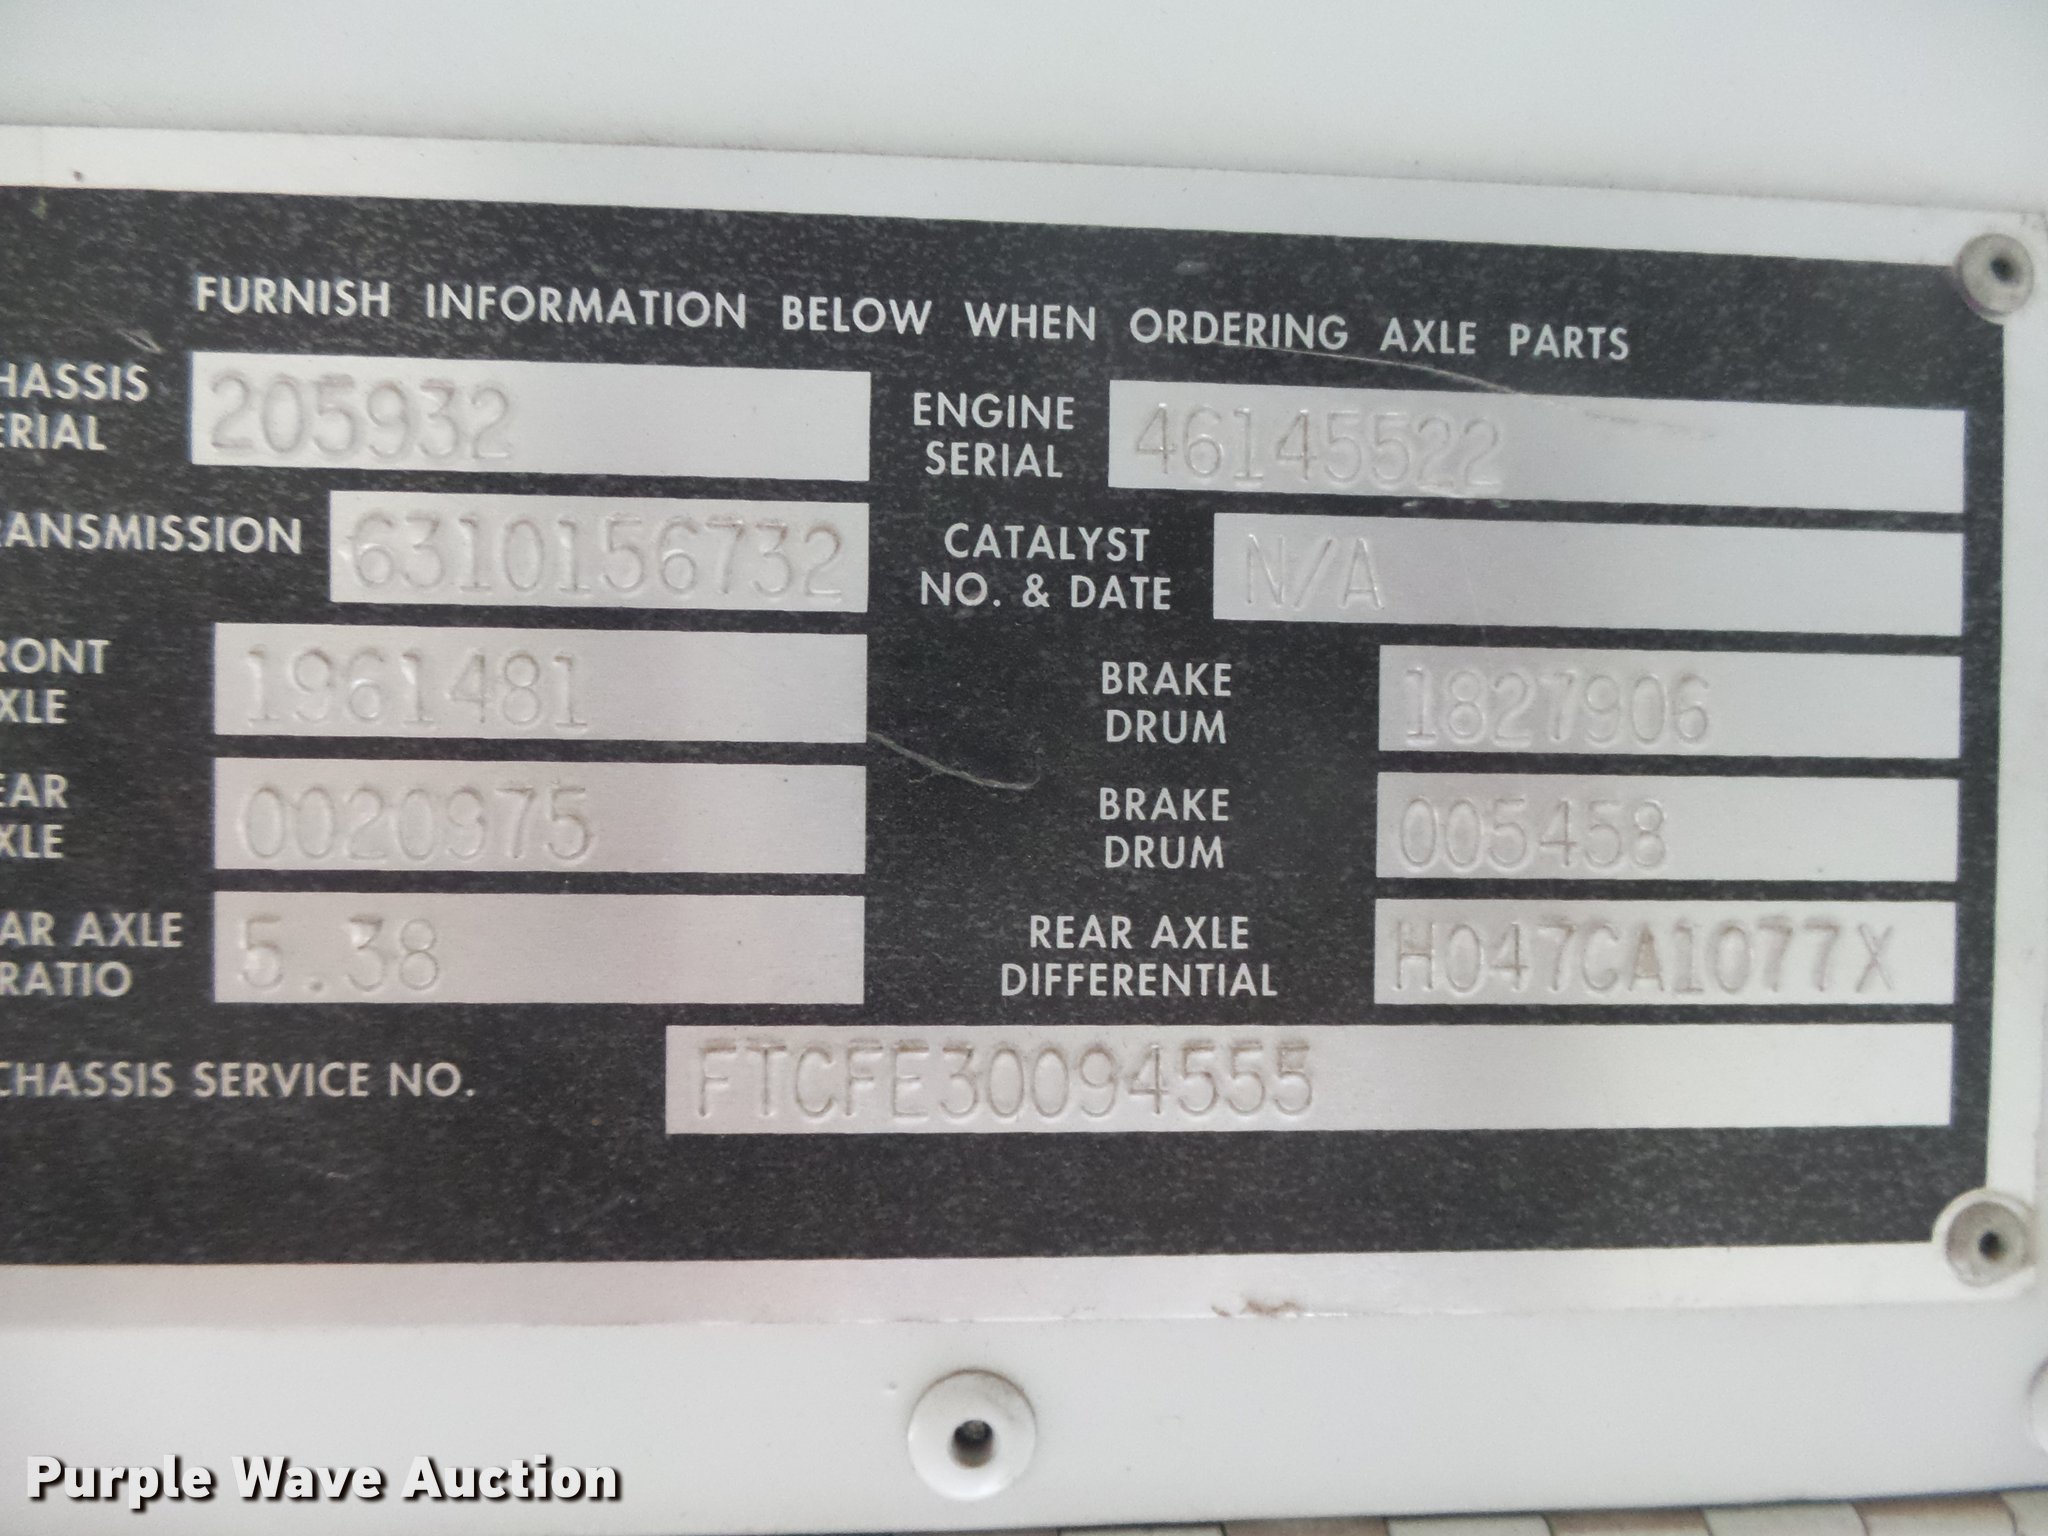 FURNISH INFORMATION BELOW WHEN ORDERING AXLE PARTS
HASSIS
ERIAL
205932
ENGINE
SERIAL
46145522
RANSMISSION
6310156732
CATALYST
NO. & DATE
N/A
RONT
XLE
1961481
BRAKE
DRUM
1827906
EAR
XLE
0020975
BRAKE
DRUM
005458
AR AXLE
RATIO
5.38
REAR AXLE
DIFFERENTIAL
H047CA1077X
CHASSIS SERVICE NO.
FTCFE30094555
Purple Wave Auction